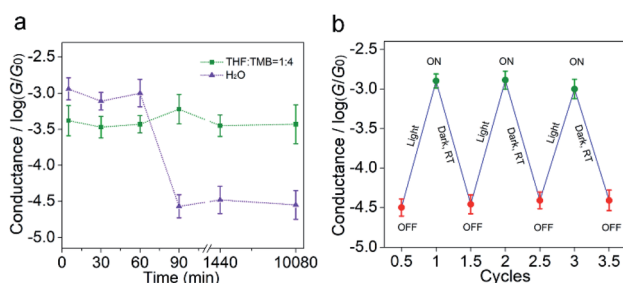 a
Conductance / log(G/G0)
-2.5
-3.0
-3.5
-4.0
-4.5
-5.0
THF:TMB=1:4
H₂O
0 30 60 90 1440 10080
Time (min)
b
Conductance / log(G/G0)
-2.0
-2.5
-3.0
-3.5
-4.0
-4.5
-5.0
ON ON ON
Light Dark, RT Light Dark, RT Light Dark, RT
OFF OFF OFF OFF
0.5 1 1.5 2 2.5 3 3.5
Cycles